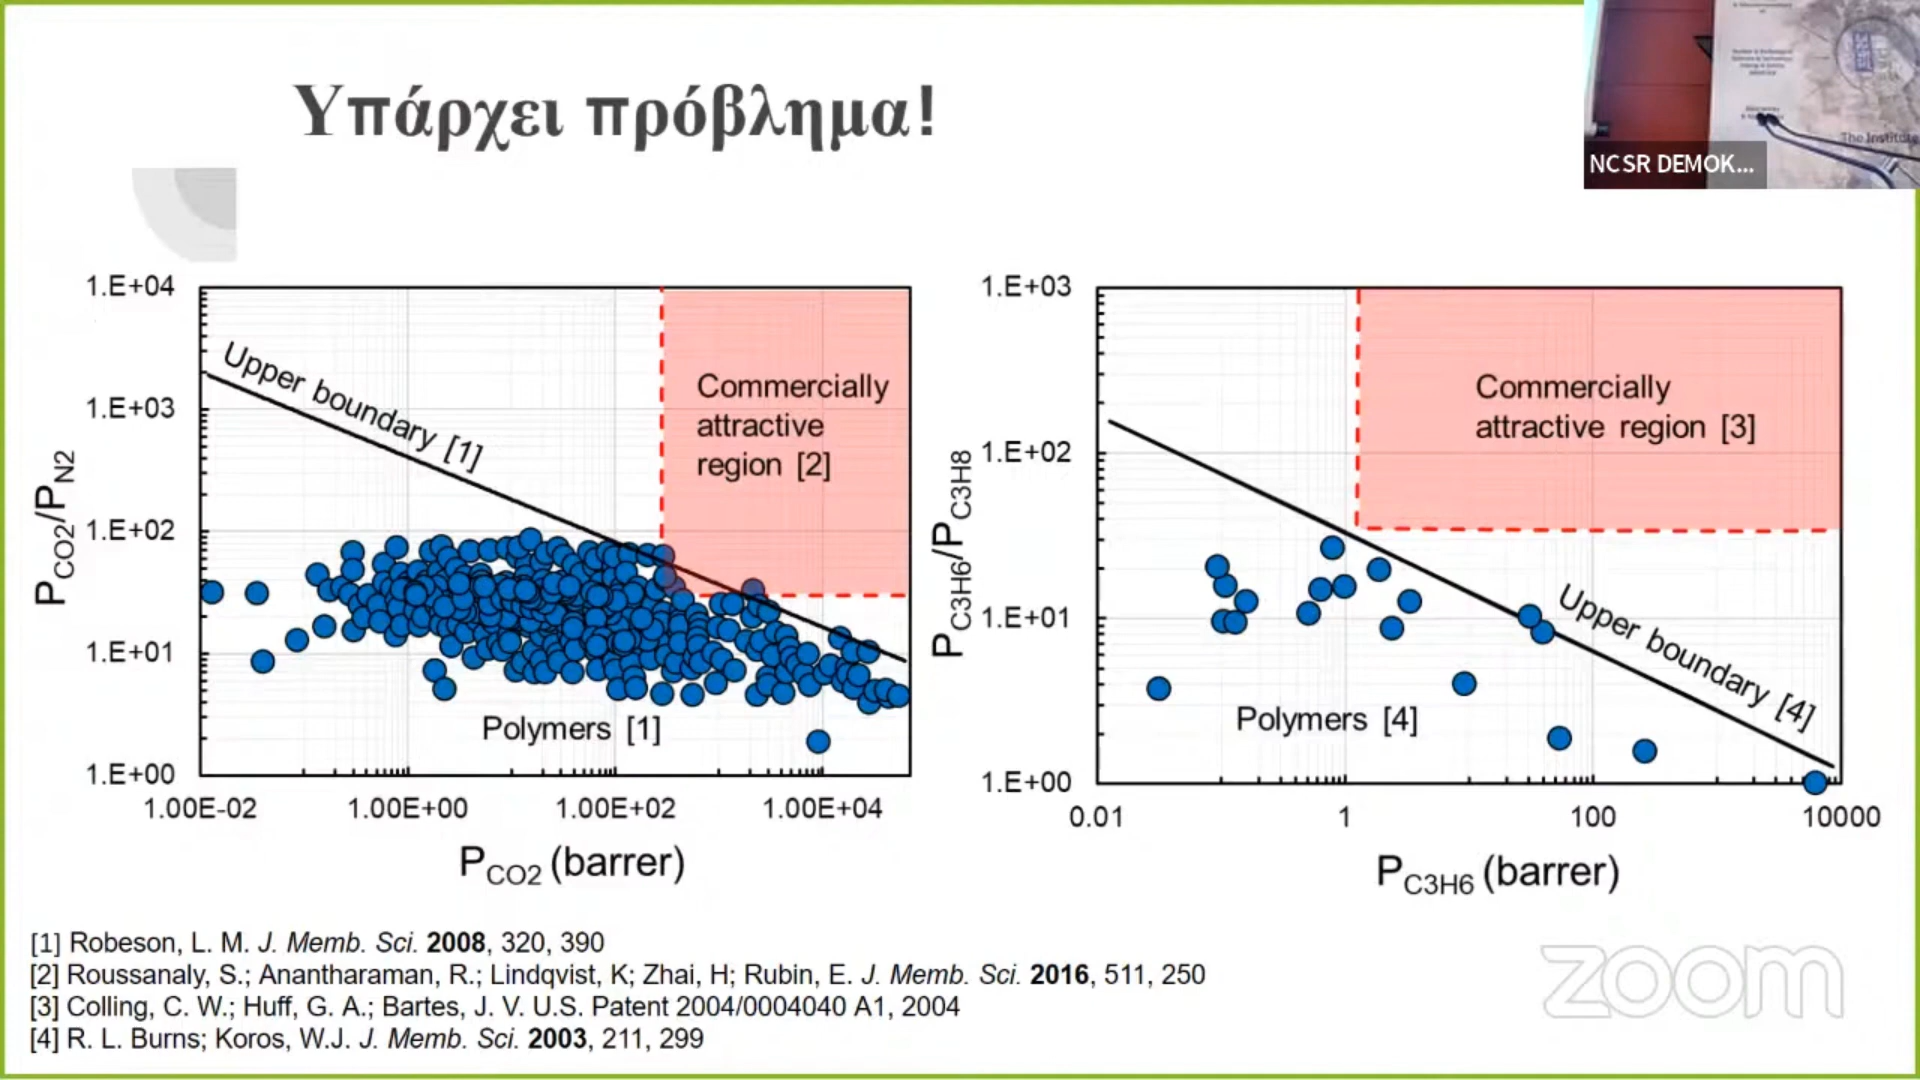 Υπάρχει πρόβλημα!
NCSR DEMOK...
The Institute
1.E+04
1.E+03
1.E+02
1.E+01
1.E+00
P_CO2/P_N2
Upper boundary [1]
Commercially
attractive
region [2]
Polymers [1]
1.00E-02 1.00E+00 1.00E+02 1.00E+04
P_CO2 (barrer)
1.E+03
1.E+02
1.E+01
1.E+00
P_C3H6/P_C3H8
Commercially
attractive region [3]
Upper boundary [4]
Polymers [4]
0.01 1 100 10000
P_C3H6 (barrer)
[1] Robeson, L. M. J. Memb. Sci. 2008, 320, 390
[2] Roussanaly, S.; Anantharaman, R.; Lindqvist, K; Zhai, H; Rubin, E. J. Memb. Sci. 2016, 511, 250
[3] Colling, C. W.; Huff, G. A.; Bartes, J. V. U.S. Patent 2004/0004040 A1, 2004
[4] R. L. Burns; Koros, W.J. J. Memb. Sci. 2003, 211, 299
zoom